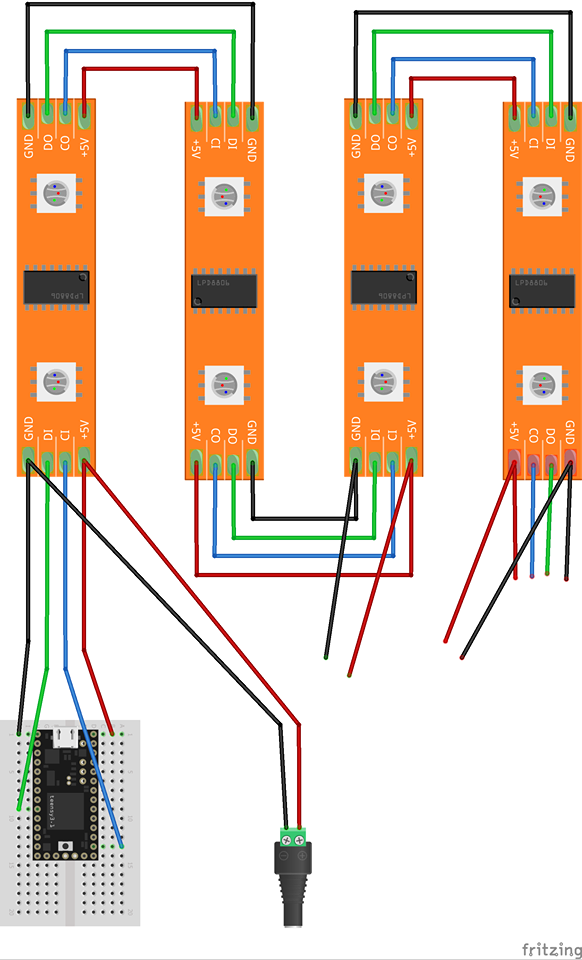 GND DO CO +5V
+5V CI DI GND
GND DO CO +5V
+5V CI DI GND
LPD8806
LPD8806
LPD8806
LPD8806
GND DI CI +5V
+5V CO DO GND
GND DI CI +5V
+5V CO DO GND
teensy3.1
fritzing